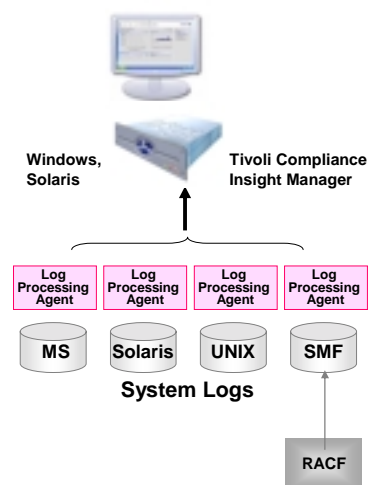 Windows,
Solaris
Tivoli Compliance
Insight Manager
Log
Processing
Agent
Log
Processing
Agent
Log
Processing
Agent
Log
Processing
Agent
MS
Solaris
UNIX
SMF
System Logs
RACF